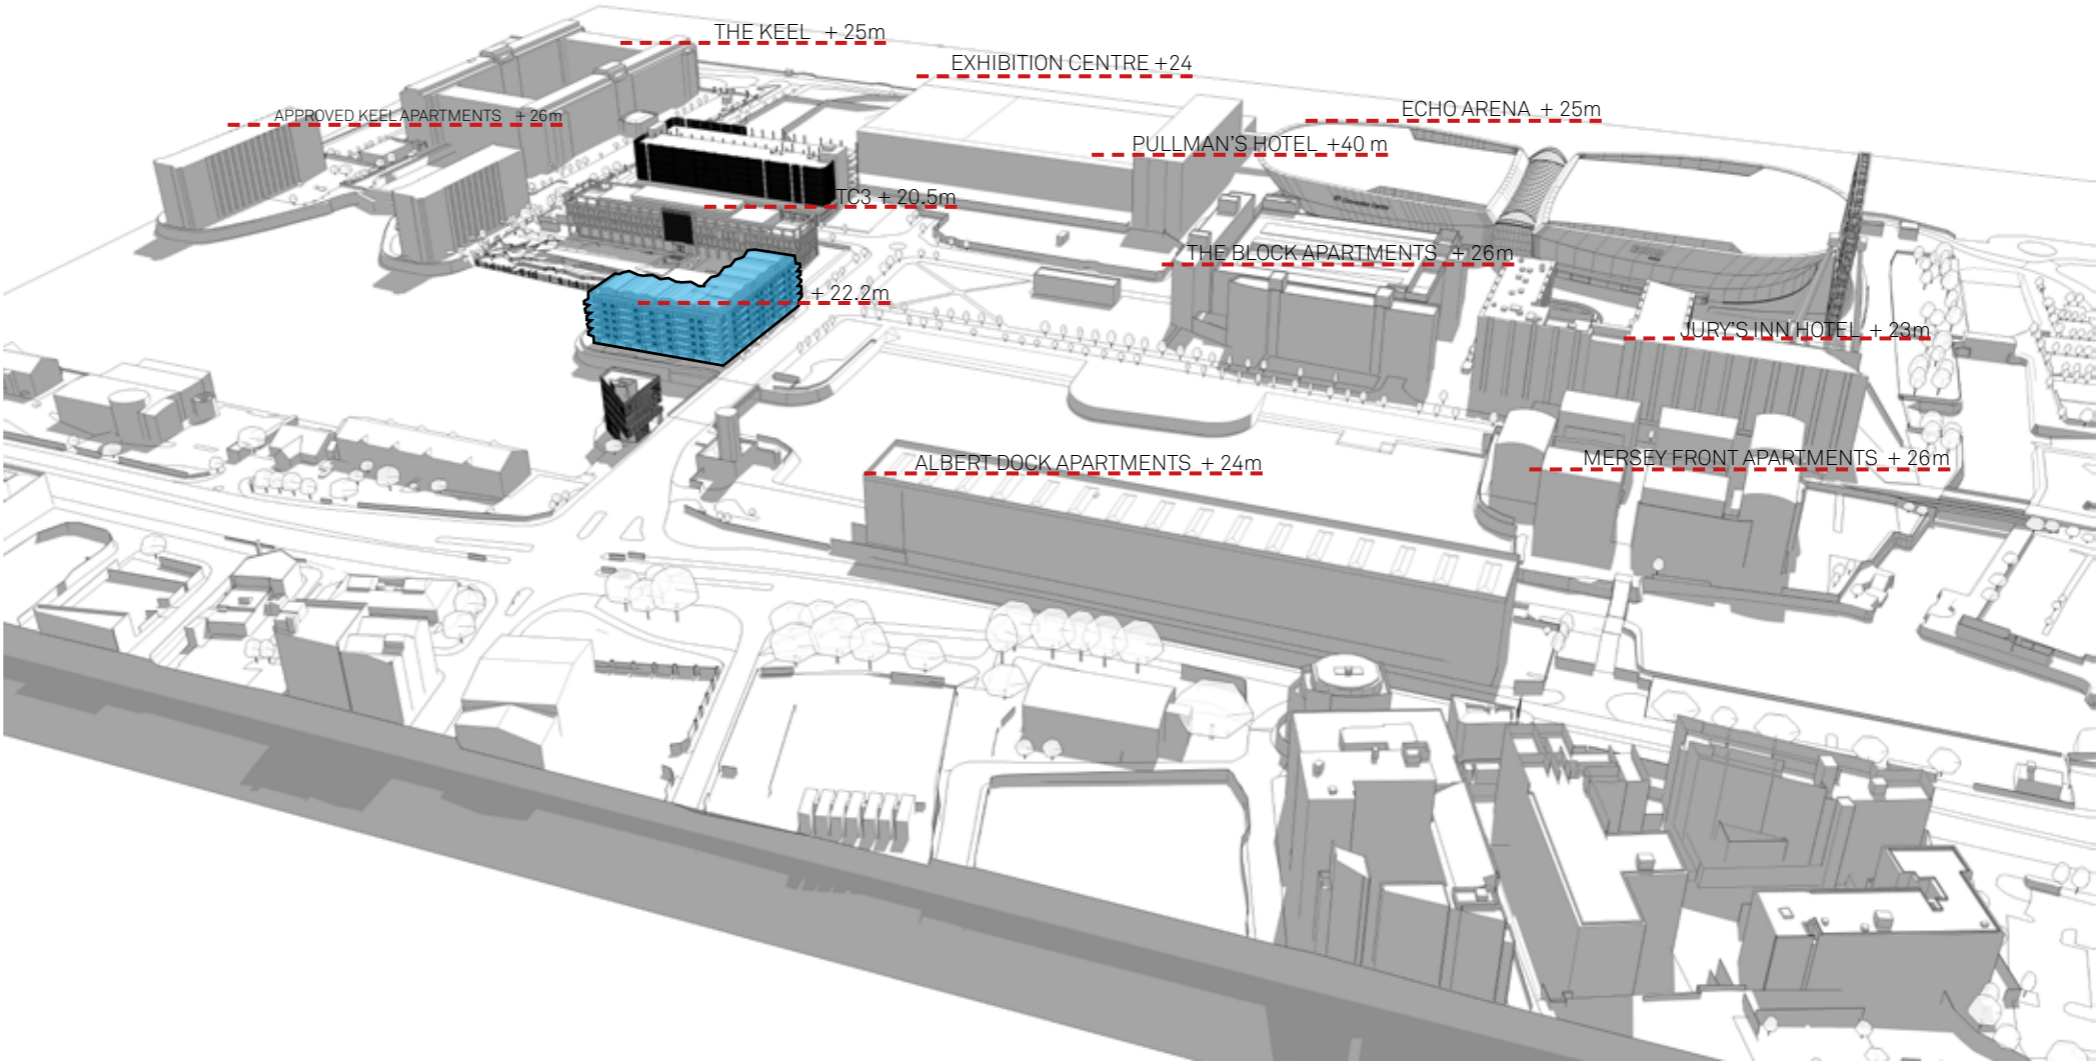 THE KEEL + 25m
EXHIBITION CENTRE +24
ECHO ARENA + 25m
APPROVED KEEL APARTMENTS + 26m
PULLMAN'S HOTEL +40 m
TC3 + 20.5m
THE BLOCK APARTMENTS + 26m
+ 22.2m
JURY'S INN HOTEL + 23m
ALBERT DOCK APARTMENTS + 24m
MERSEY FRONT APARTMENTS + 26m